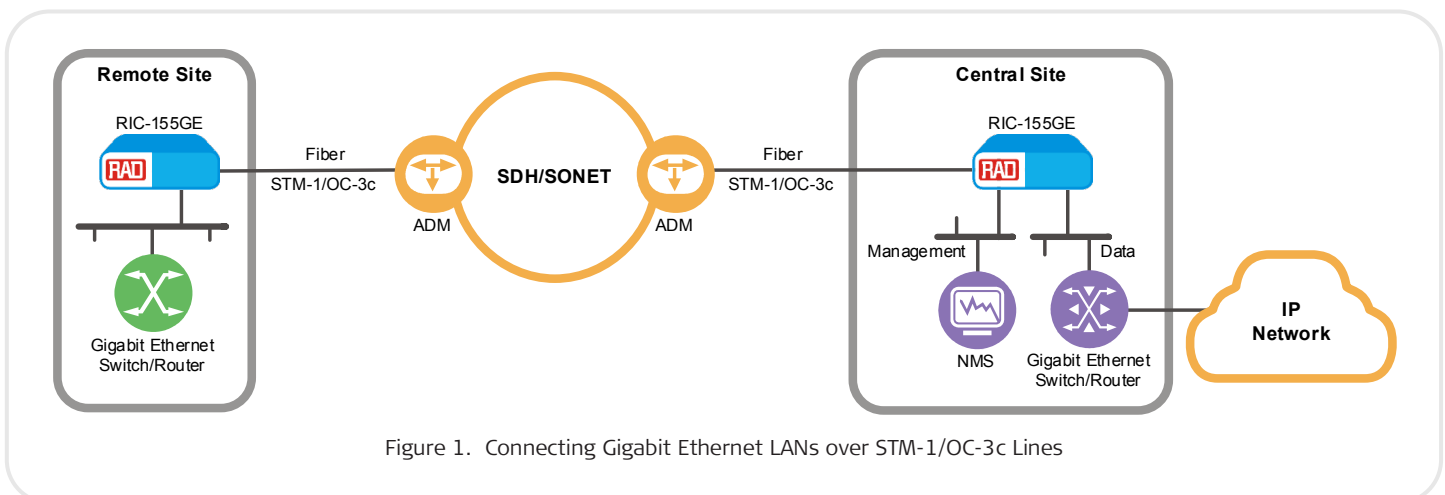 Remote Site
RIC-155GE
RAD
Gigabit Ethernet
Switch/Router
Fiber
STM-1/OC-3c
ADM
SDH/SONET
ADM
Fiber
STM-1/OC-3c
Central Site
RIC-155GE
RAD
Management
Data
NMS
Gigabit Ethernet
Switch/Router
IP
Network
Figure 1. Connecting Gigabit Ethernet LANs over STM-1/OC-3c Lines